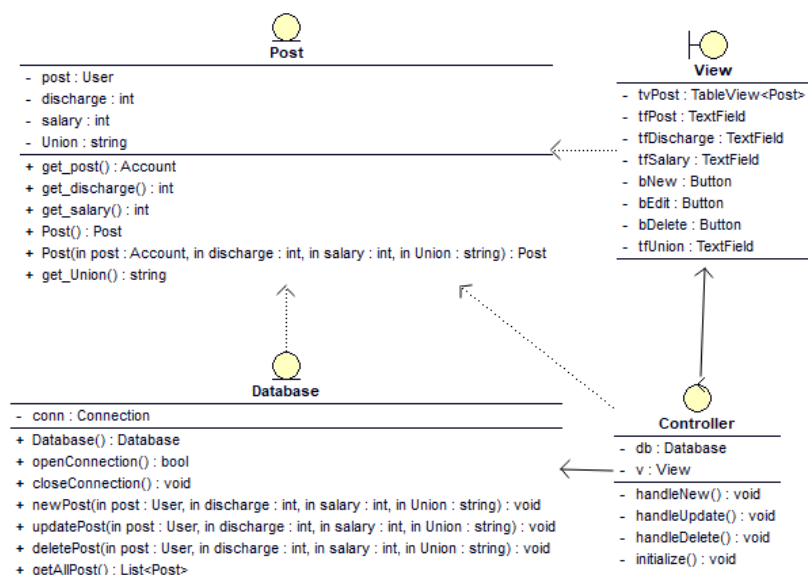 Post
- post : User
- discharge : int
- salary : int
- Union : string
+ get_post() : Account
+ get_discharge() : int
+ get_salary() : int
+ Post() : Post
+ Post(in post : Account, in discharge : int, in salary : int, in Union : string) : Post
+ get_Union() : string
View
- tvPost : TableView<Post>
- tfPost : TextField
- tfDischarge : TextField
- tfSalary : TextField
- bNew : Button
- bEdit : Button
- bDelete : Button
- tfUnion : TextField
Database
- conn : Connection
+ Database() : Database
+ openConnection() : bool
+ closeConnection() : void
+ newPost(in post : User, in discharge : int, in salary : int, in Union : string) : void
+ updatePost(in post : User, in discharge : int, in salary : int, in Union : string) : void
+ deletePost(in post : User, in discharge : int, in salary : int, in Union : string) : void
+ getAllPost() : List<Post>
Controller
- db : Database
- v : View
- handleNew() : void
- handleUpdate() : void
- handleDelete() : void
- initialize() : void